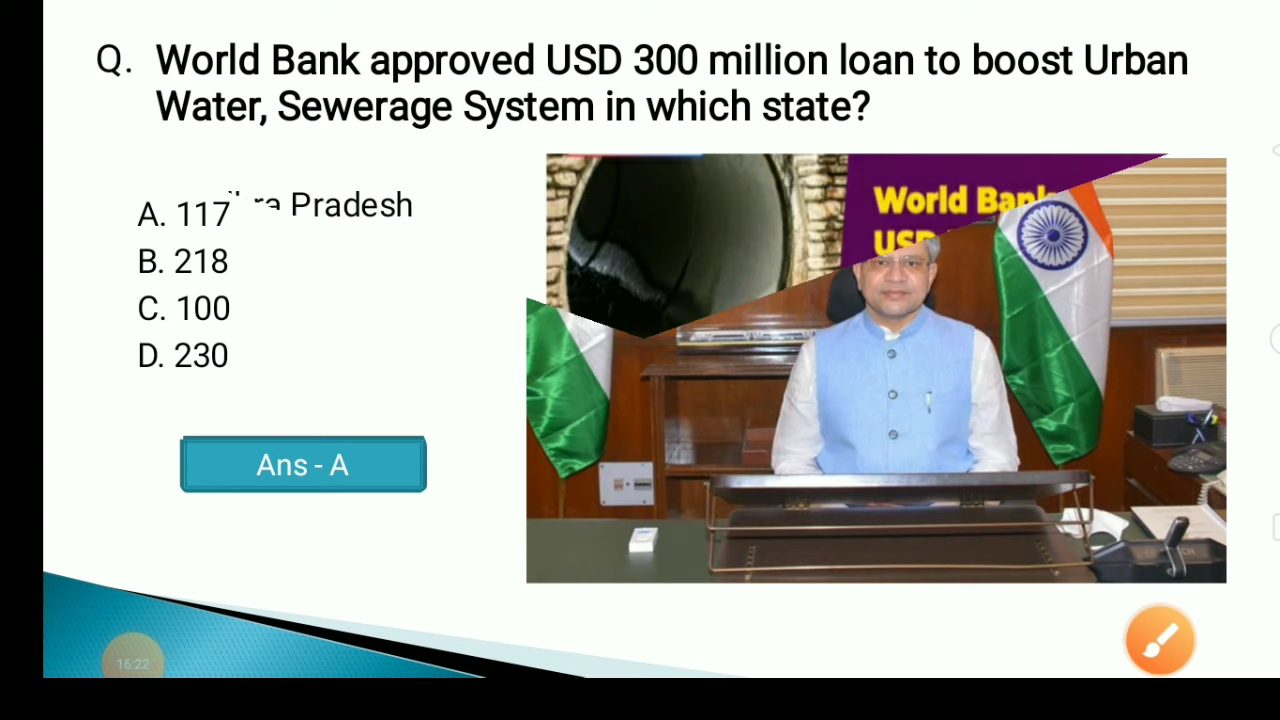 Q. World Bank approved USD 300 million loan to boost Urban
Water, Sewerage System in which state?
Pradesh
A. 117
B. 218
C. 100
D. 230
Ans - A
World Bank
16:22